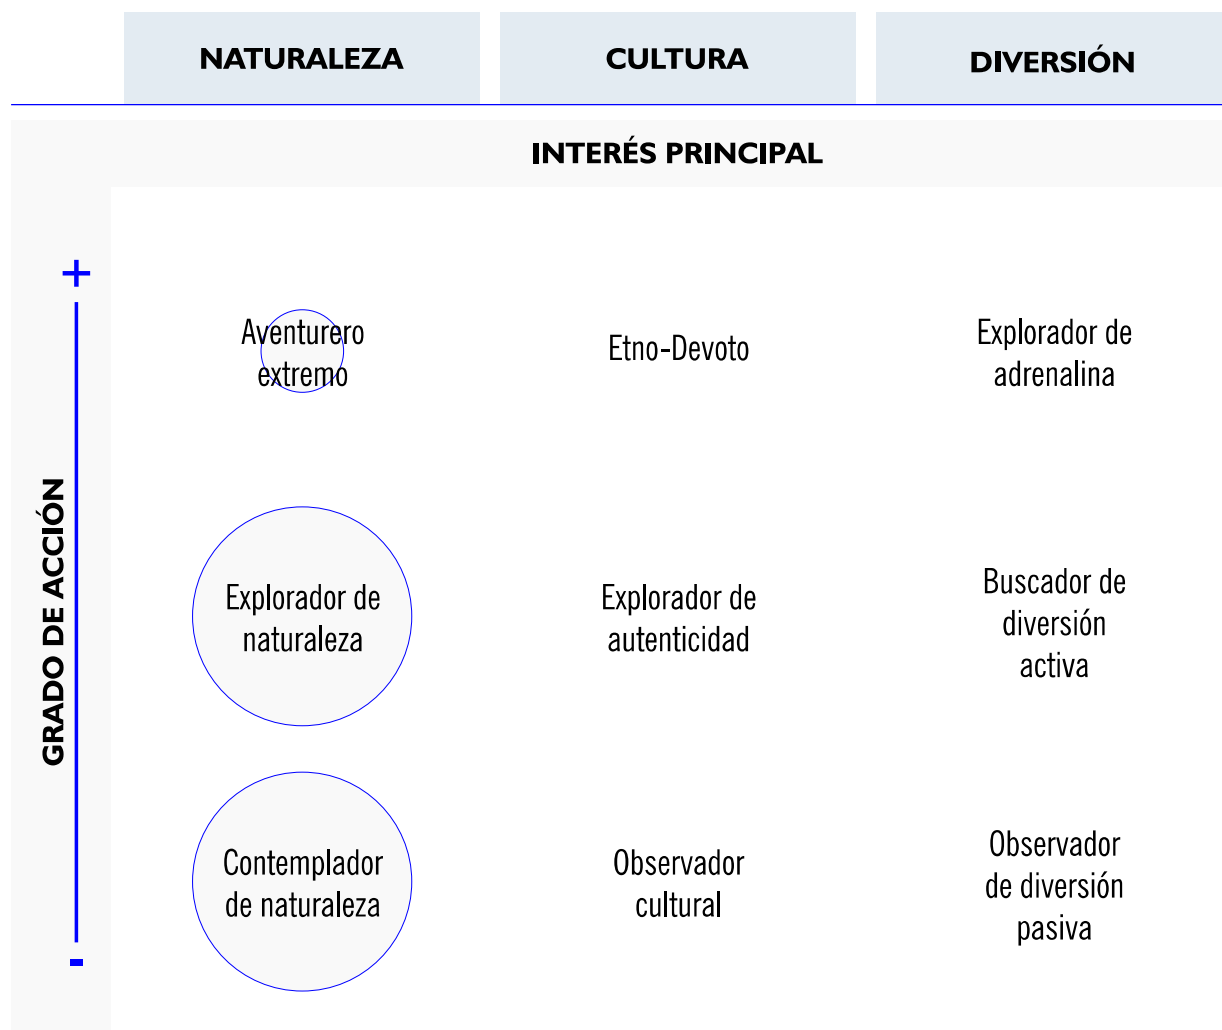 NATURALEZA
CULTURA
DIVERSIÓN
INTERÉS PRINCIPAL
GRADO DE ACCIÓN
+
-
Aventurero
extremo
Etno-Devoto
Explorador de
adrenalina
Explorador de
naturaleza
Explorador de
autenticidad
Buscador de
diversión
activa
Contemplador
de naturaleza
Observador
cultural
Observador
de diversión
pasiva